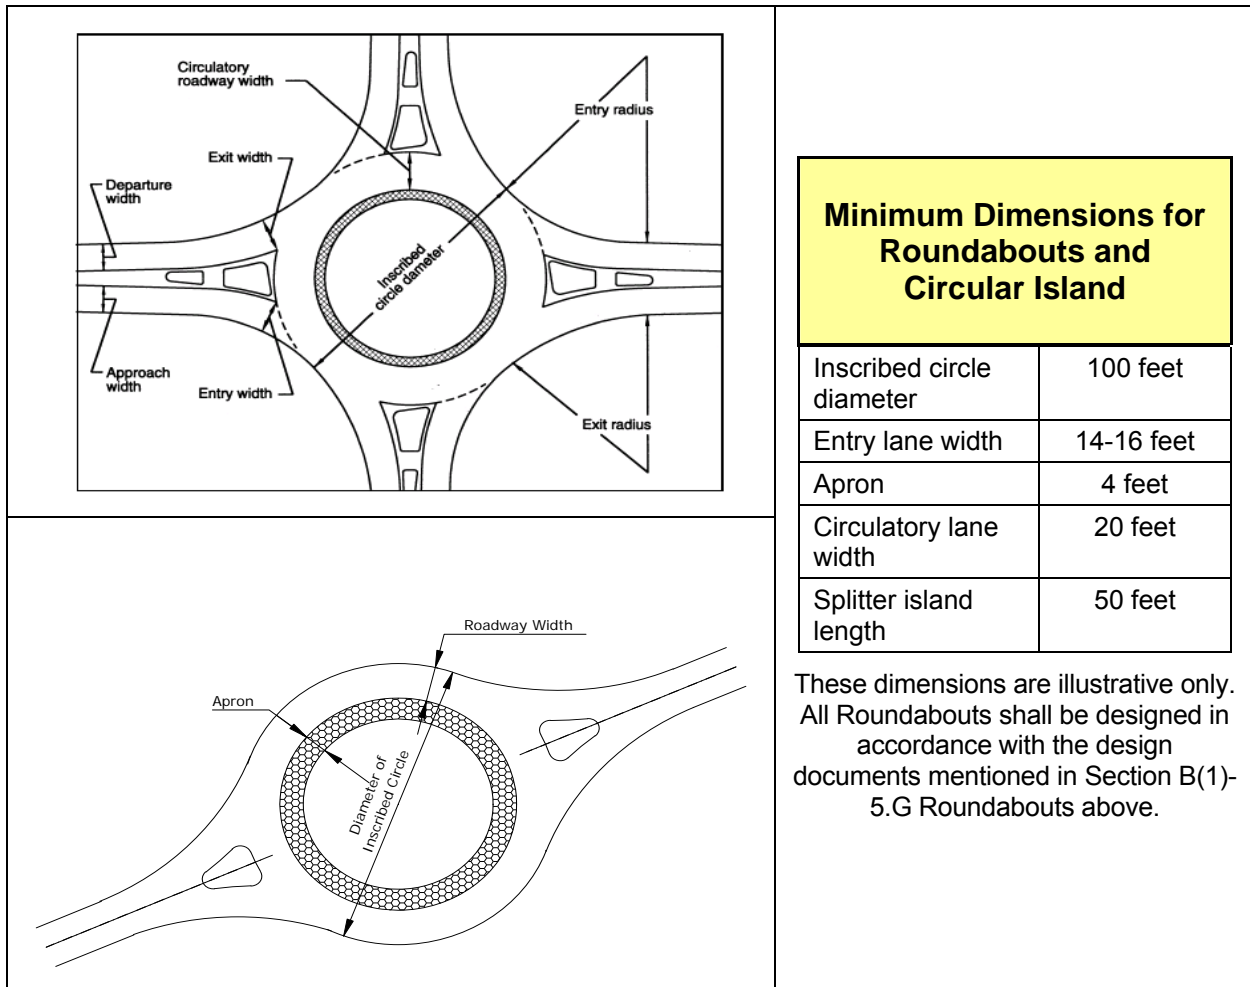 Circulatory
roadway width
Entry radius
Exit width
Departure
width
Inscribed
circle dameter
Approach
width
Entry width
Exit radius
Roadway Width
Apron
Diameter of
Inscribed Circle
Minimum Dimensions for
Roundabouts and
Circular Island
Inscribed circle
diameter
100 feet
Entry lane width
14-16 feet
Apron
4 feet
Circulatory lane
width
20 feet
Splitter island
length
50 feet
These dimensions are illustrative only.
All Roundabouts shall be designed in
accordance with the design
documents mentioned in Section B(1)-
5.G Roundabouts above.